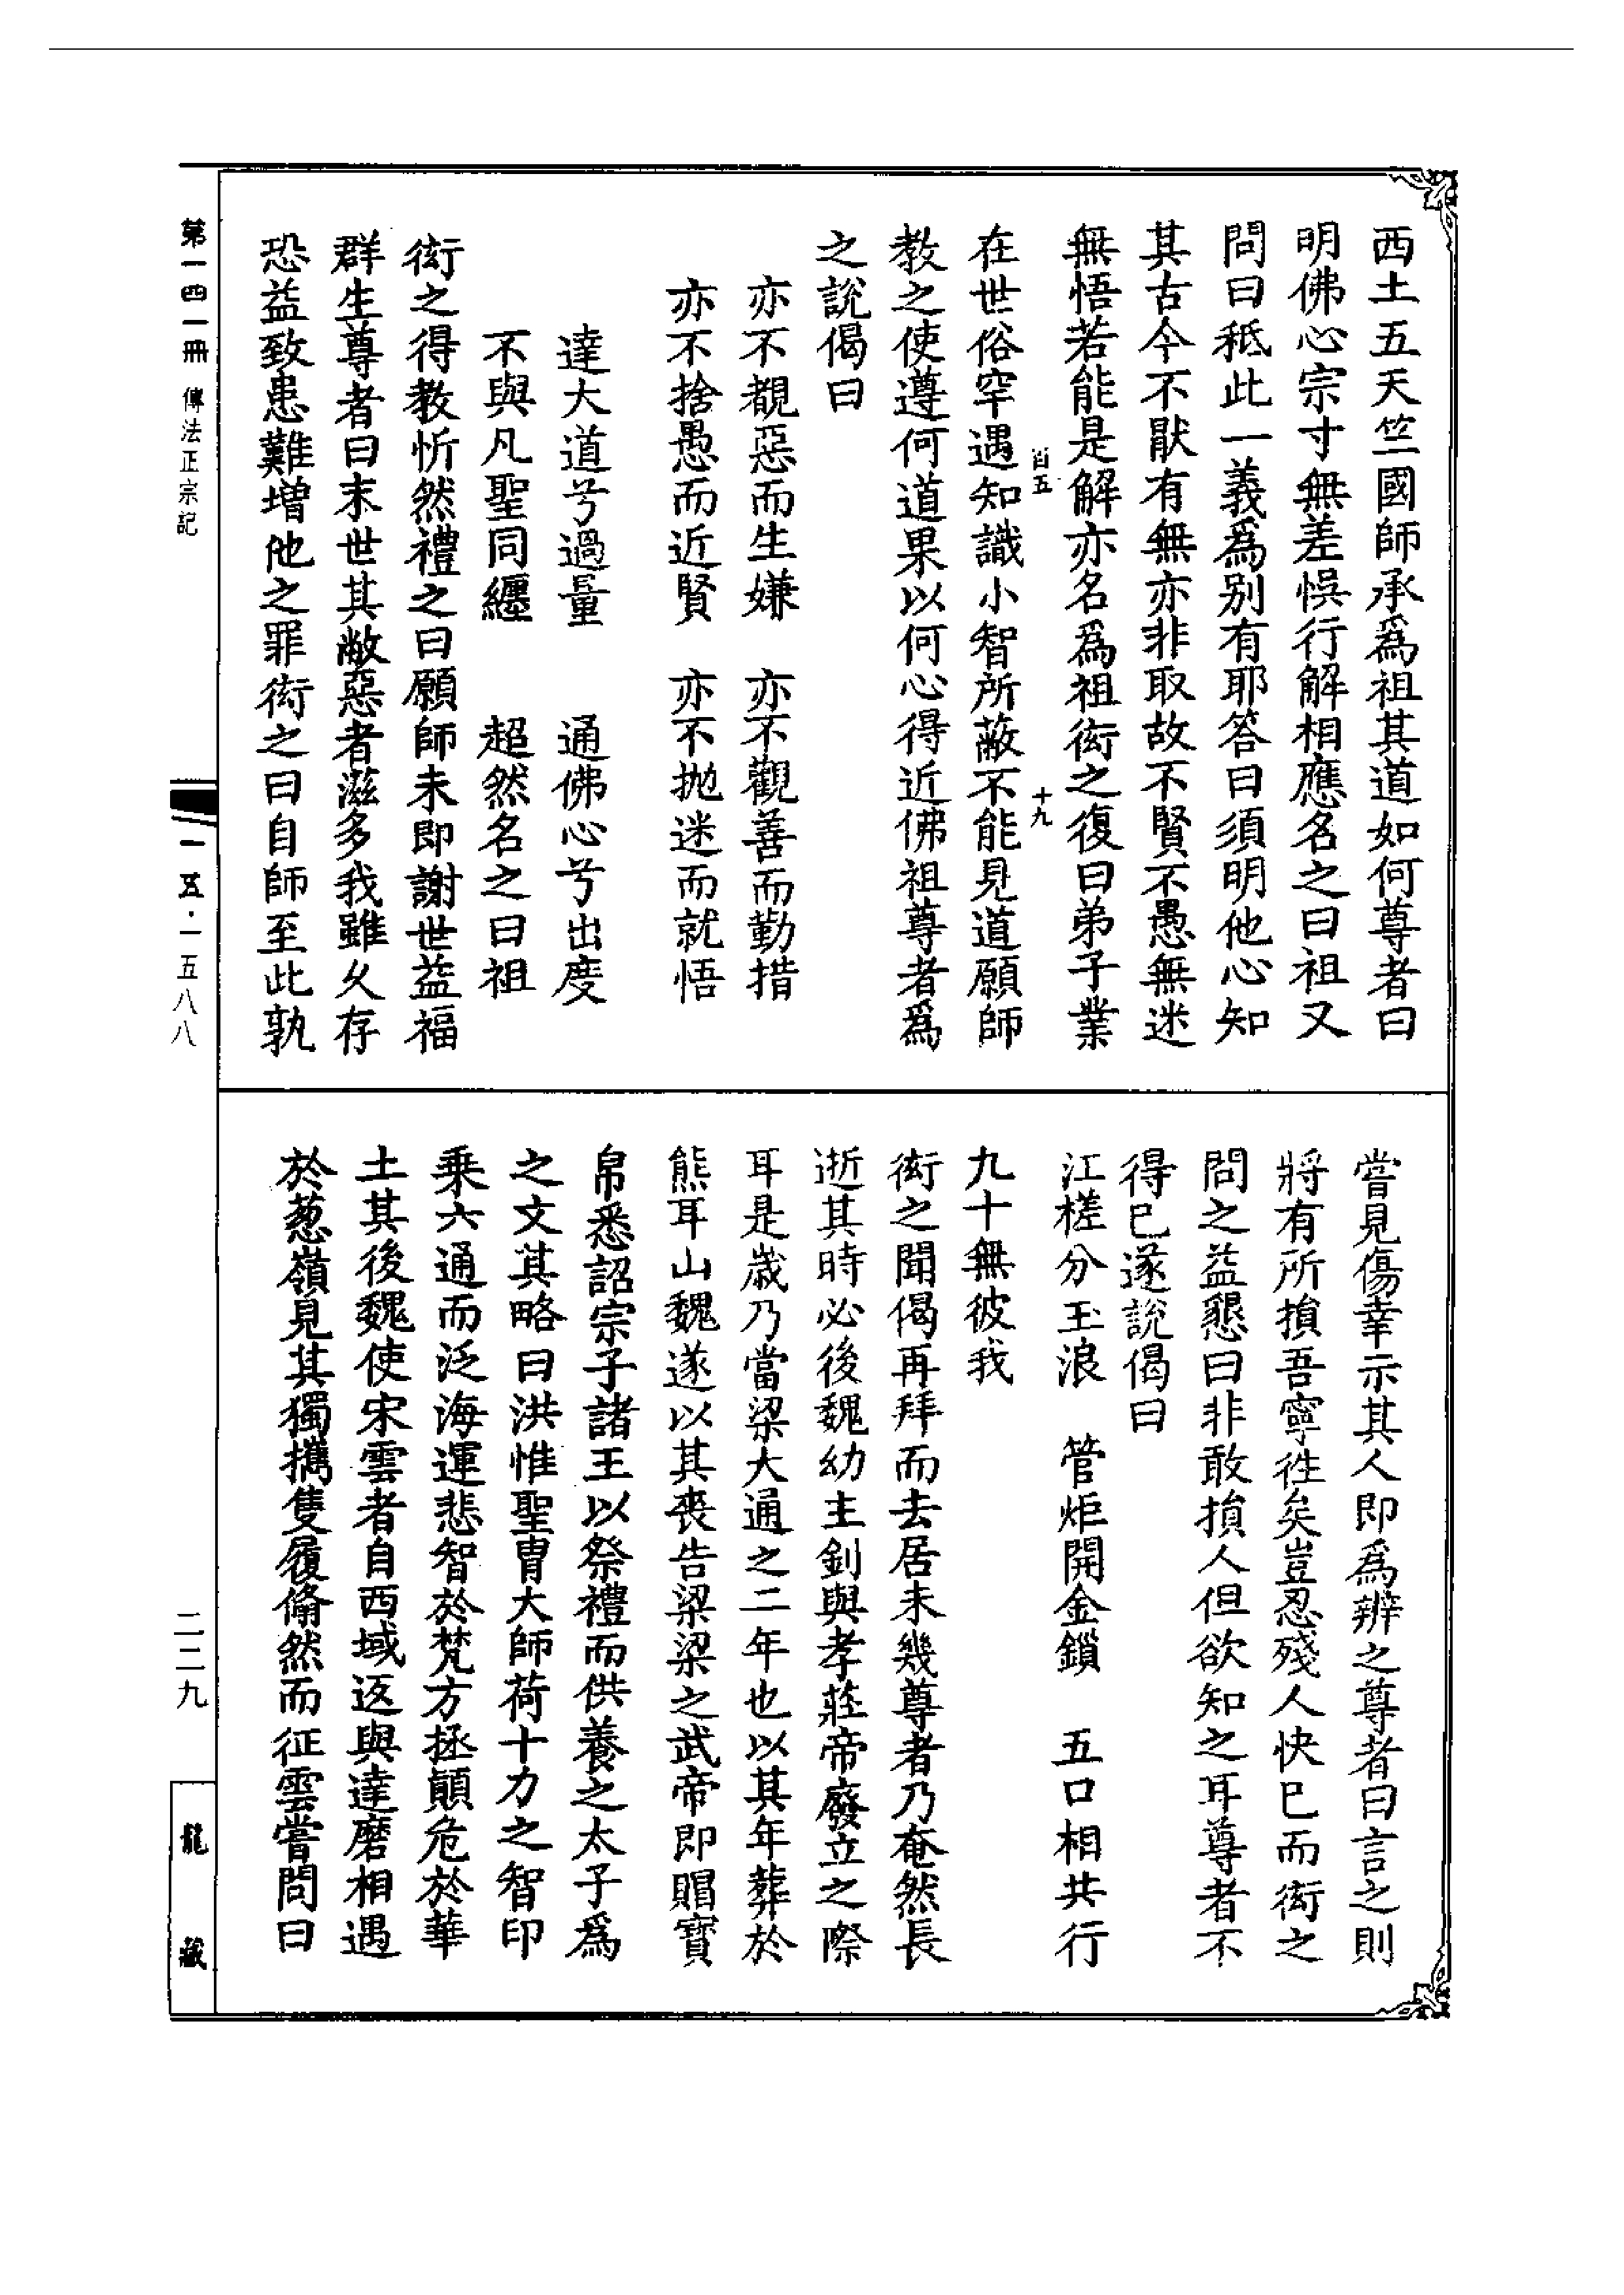 西土五天竺國師承爲祖其道如何尊者曰
明佛心宗寸無差悞行解相應名之曰祖又
問曰秪此一義爲別有耶答曰須明他心知
其古今不猒有無亦非取故不賢不愚無迷
無悟若能是解亦名爲祖衒之復曰弟子業
百五
十九
在世俗罕遇知識小智所蔽不能見道願師
教之使遵何道果以何心得近佛祖尊者爲
之說偈曰
亦不覩惡而生嫌　亦不觀善而勤措
亦不捨愚而近賢　亦不抛迷而就悟
達大道兮過量　通佛心兮出度
不與凡聖同纏　超然名之曰祖
衒之得教忻然禮之曰願師未即謝世益福
群生尊者曰末世其敝惡者滋多我雖久存
恐益致患難增他之罪衒之曰自師至此孰
嘗見傷幸示其人即爲辨之尊者曰言之則
將有所損吾寧徃矣豈忍殘人快已而衒之
問之益懇曰非敢損人但欲知之耳尊者不
得已遂說偈曰
江槎分玉浪　管炬開金鎖　五口相共行
九十無彼我
衒之聞偈再拜而去居未幾尊者乃奄然長
逝其時必後魏幼主釗與孝莊帝廢立之際
耳是歲乃當梁大通之二年也以其年葬於
熊耳山魏遂以其喪告梁梁之武帝即賵寶
帛悉詔宗子諸王以祭禮而供養之太子爲
之文其略曰洪惟聖胄大師荷十力之智印
乗六通而泛海運悲智於梵方拯顛危於華
土其後魏使宋雲者自西域返與達磨相遇
於葱嶺見其獨攜隻履翛然而征雲嘗問曰
第一四一冊　傳法正宗記
一五·一五八八
二二九
龍藏